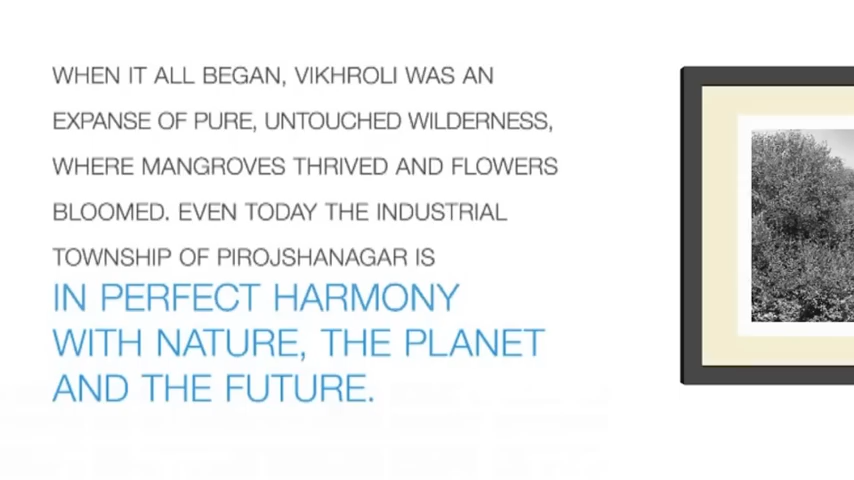 WHEN IT ALL BEGAN, VIKHROLI WAS AN
EXPANSE OF PURE, UNTOUCHED WILDERNESS,
WHERE MANGROVES THRIVED AND FLOWERS
BLOOMED. EVEN TODAY THE INDUSTRIAL
TOWNSHIP OF PIROJSHANAGAR IS
IN PERFECT HARMONY
WITH NATURE, THE PLANET
AND THE FUTURE.